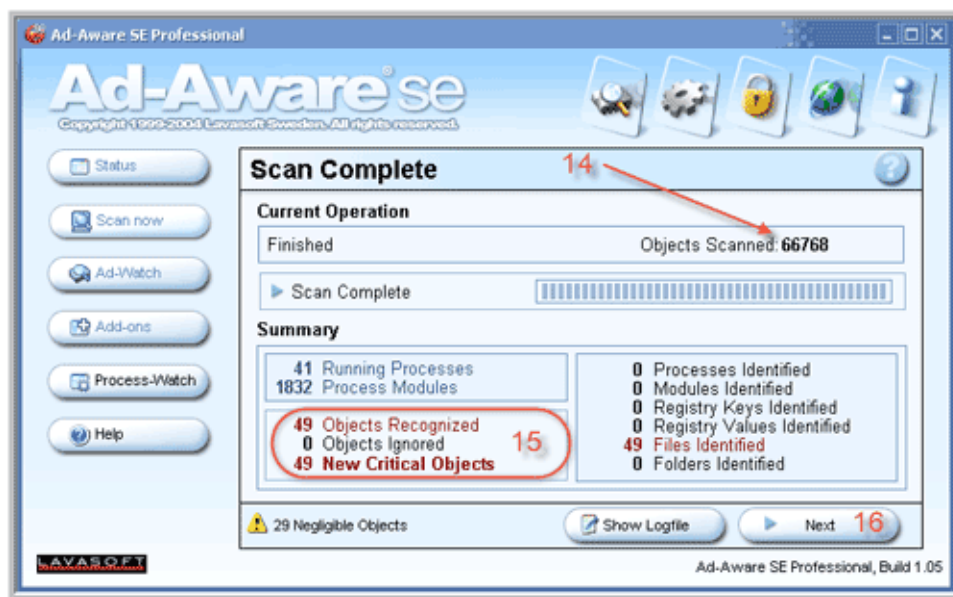 Ad-Aware SE Professional
Ad-Aware® se
Copyright 1999-2004 Lavasoft Sweden. All rights reserved.
Status
Scan now
Ad-Watch
Add-ons
Process-Watch
Help
Scan Complete
14
Current Operation
Finished
Objects Scanned: 66768
Scan Complete
Summary
41 Running Processes
1832 Process Modules
49 Objects Recognized
0 Objects Ignored
49 New Critical Objects
15
0 Processes Identified
0 Modules Identified
0 Registry Keys Identified
0 Registry Values Identified
49 Files Identified
0 Folders Identified
29 Negligible Objects
Show Logfile
Next
16
LAVASOFT
Ad-Aware SE Professional, Build 1.05